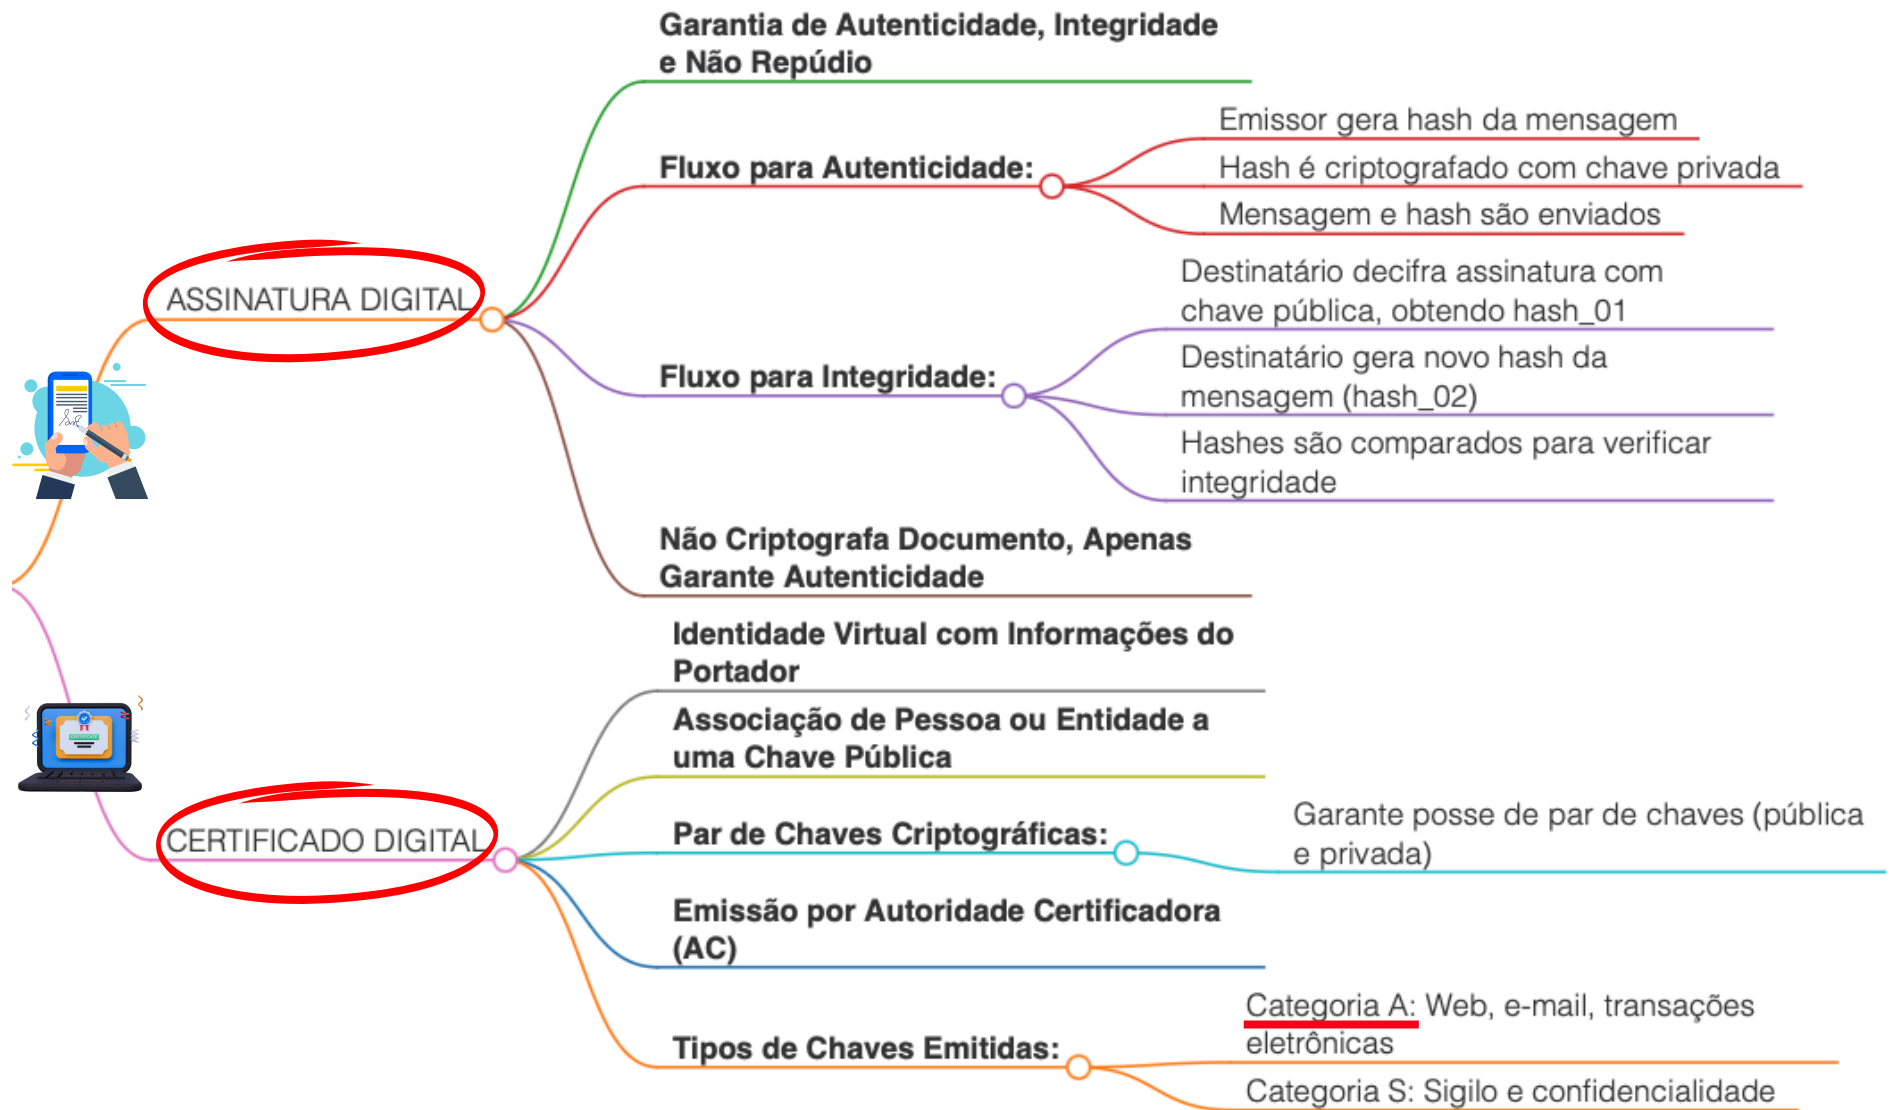 Garantia de Autenticidade, Integridade
e Não Repúdio
Emissor gera hash da mensagem
Fluxo para Autenticidade:
Hash é criptografado com chave privada
Mensagem e hash são enviados
ASSINATURA DIGITAL
Destinatário decifra assinatura com
chave pública, obtendo hash_01
Fluxo para Integridade:
Destinatário gera novo hash da
mensagem (hash_02)
Hashes são comparados para verificar
integridade
Não Criptografa Documento, Apenas
Garante Autenticidade
Identidade Virtual com Informações do
Portador
Associação de Pessoa ou Entidade a
uma Chave Pública
CERTIFICADO DIGITAL
Par de Chaves Criptográficas:
Garante posse de par de chaves (pública
e privada)
Emissão por Autoridade Certificadora
(AC)
Tipos de Chaves Emitidas:
Categoria A: Web, e-mail, transações
eletrônicas
Categoria S: Sigilo e confidencialidade